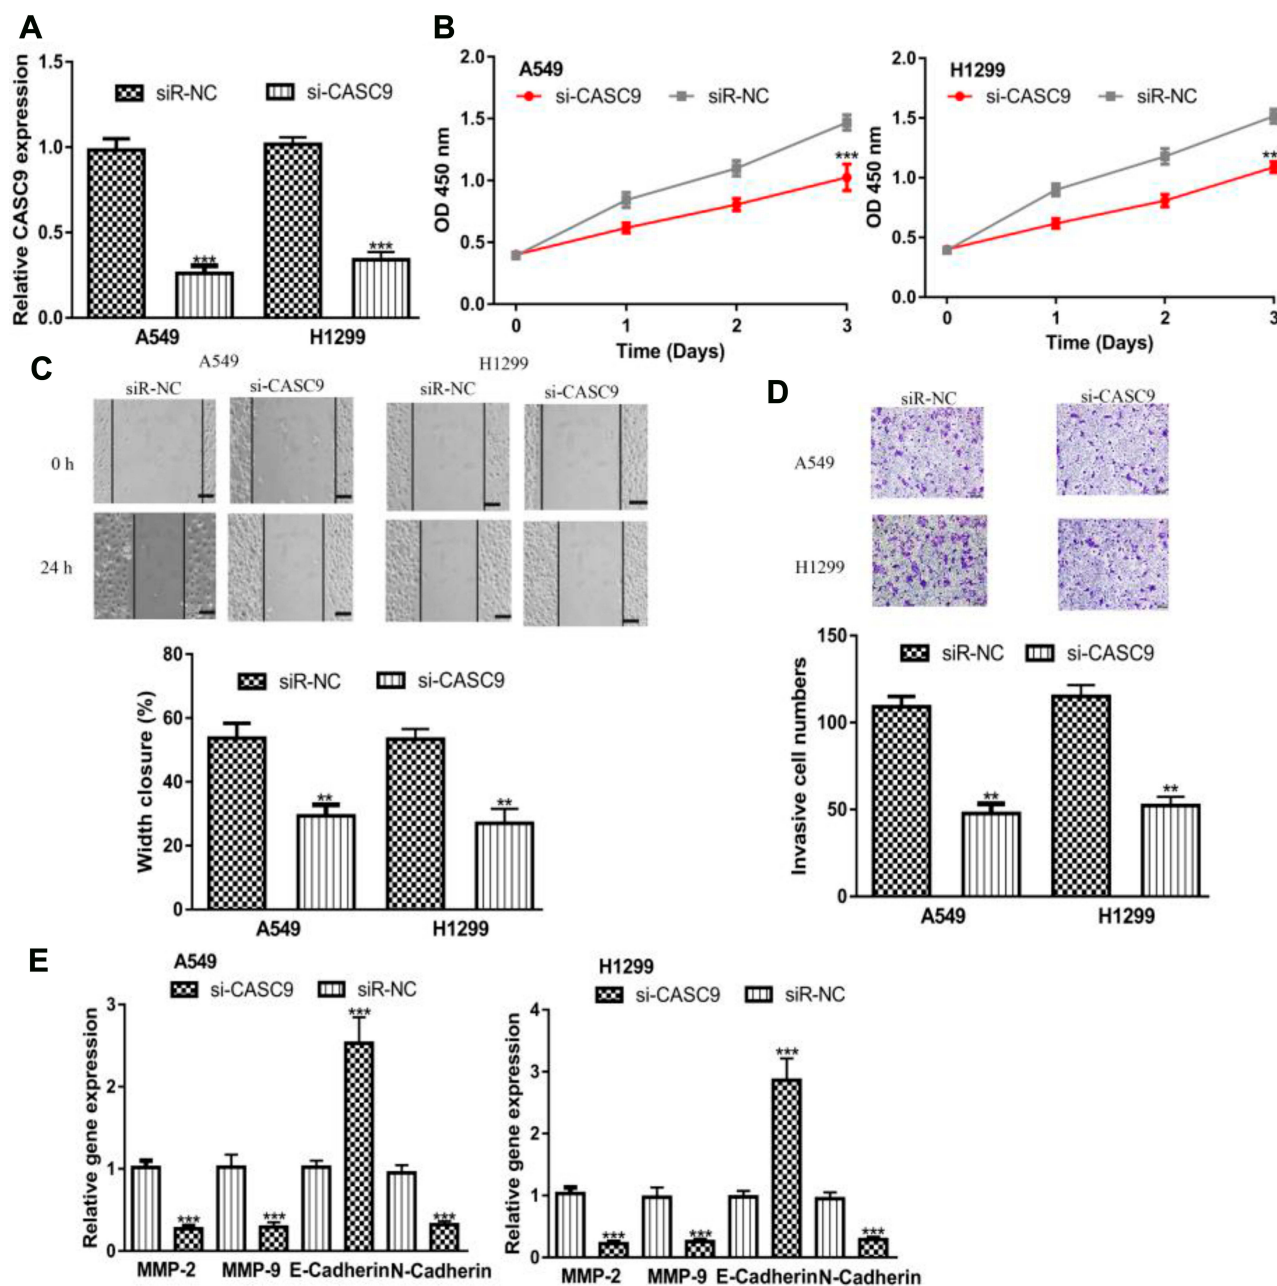 A
Relative CASC9 expression
1.5
1.0
0.5
0.0
siR-NC
si-CASC9
***
***
A549
H1299
B
OD 450 nm
2.0
1.5
1.0
0.5
0.0
A549
si-CASC9
siR-NC
***
0
1
2
3
Time (Days)
OD 450 nm
2.0
1.5
1.0
0.5
0.0
H1299
si-CASC9
siR-NC
**
0
1
2
3
Time (Days)
C
A549
H1299
siR-NC
si-CASC9
siR-NC
si-CASC9
0 h
24 h
Width closure (%)
80
60
40
20
0
siR-NC
si-CASC9
**
**
A549
H1299
D
siR-NC
si-CASC9
A549
H1299
Invasive cell numbers
150
100
50
0
siR-NC
si-CASC9
**
**
A549
H1299
E
A549
si-CASC9
siR-NC
Relative gene expression
3
2
1
0
***
***
***
***
MMP-2
MMP-9
E-Cadherin
N-Cadherin
H1299
si-CASC9
siR-NC
Relative gene expression
4
3
2
1
0
***
***
***
***
MMP-2
MMP-9
E-Cadherin
N-Cadherin